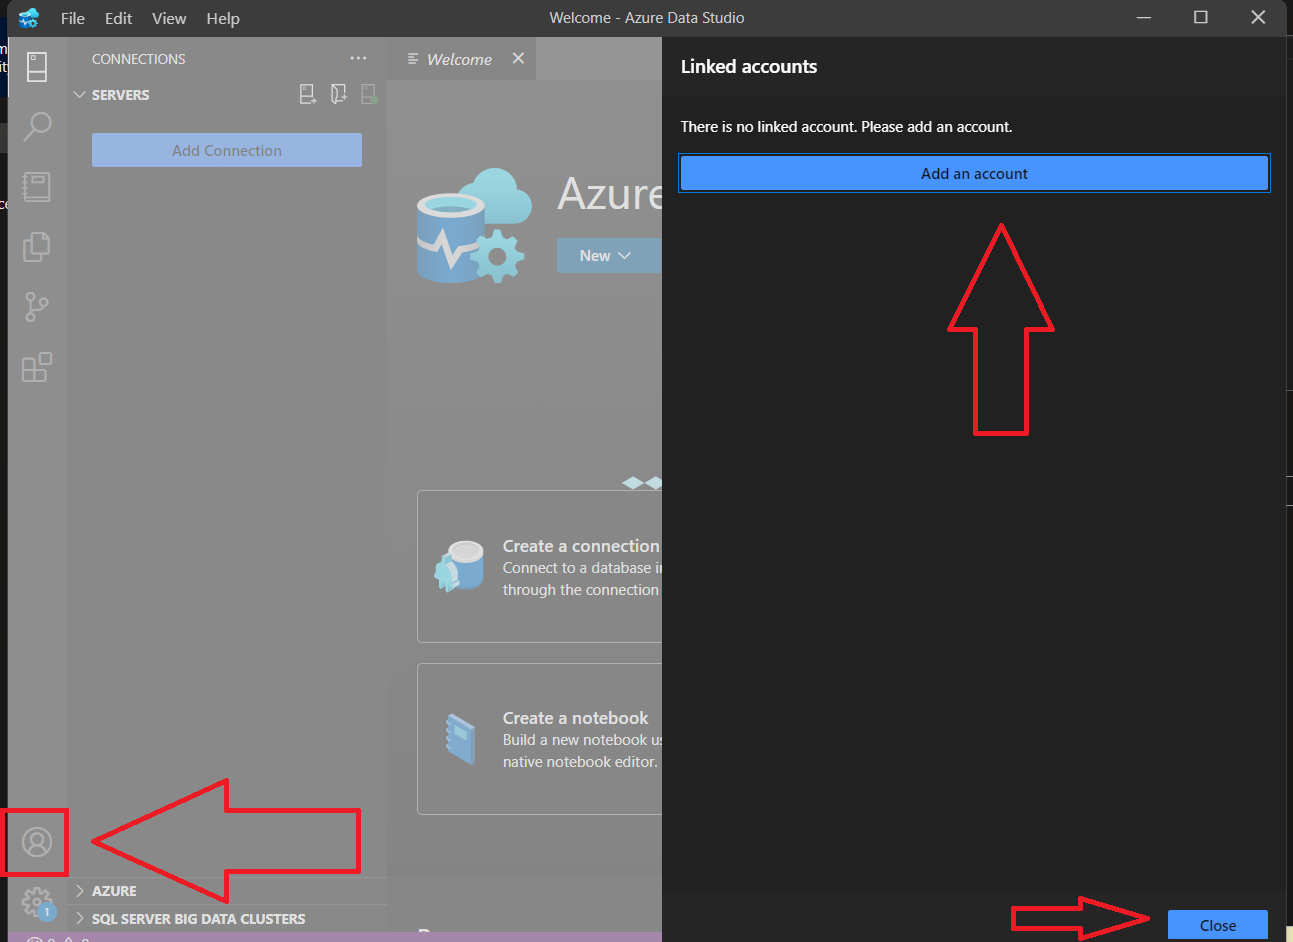 File Edit View Help
Welcome - Azure Data Studio
CONNECTIONS
SERVERS
Add Connection
Welcome
Azure
New
Create a connection
Connect to a database
through the connection
Create a notebook
Build a new notebook
native notebook editor.
AZURE
1
SQL SERVER BIG DATA CLUSTERS
Linked accounts
There is no linked account. Please add an account.
Add an account
Close